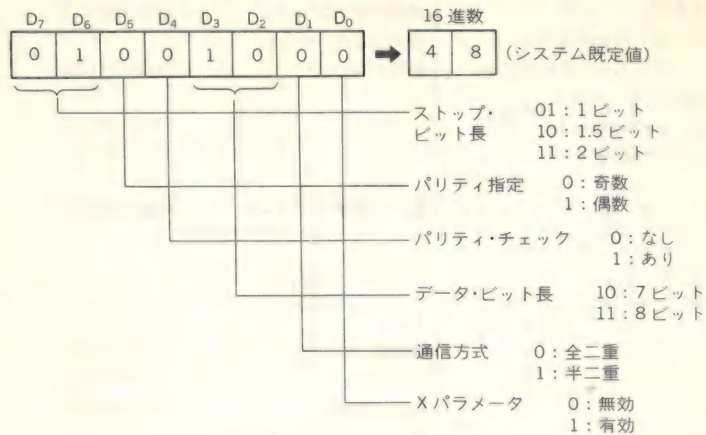 D₇ D₆ D₅ D₄ D₃ D₂ D₁ D₀ 16進数
0 1 0 0 1 0 0 0 ➡ 4 8 (システム既定値)
ストップ・ 01:1ビット
ビット長 10:1.5ビット
11:2ビット
パリティ指定 0:奇数
1:偶数
パリティ・チェック 0:なし
1:あり
データ・ビット長 10:7ビット
11:8ビット
通信方式 0:全二重
1:半二重
Xパラメータ 0:無効
1:有効